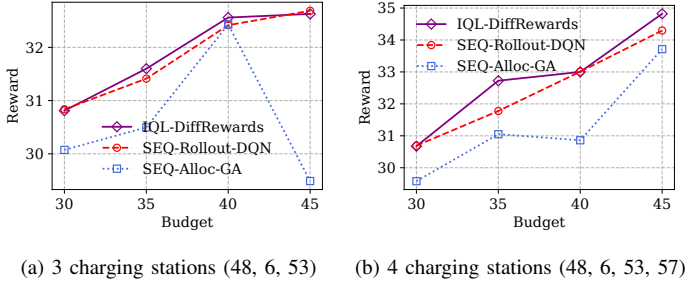 32
31
30
Reward
IQL-DiffRewards
SEQ-Rollout-DQN
SEQ-Alloc-GA
30 35 40 45
Budget
(a) 3 charging stations (48, 6, 53)
35
34
33
32
31
30
Reward
IQL-DiffRewards
SEQ-Rollout-DQN
SEQ-Alloc-GA
30 35 40 45
Budget
(b) 4 charging stations (48, 6, 53, 57)